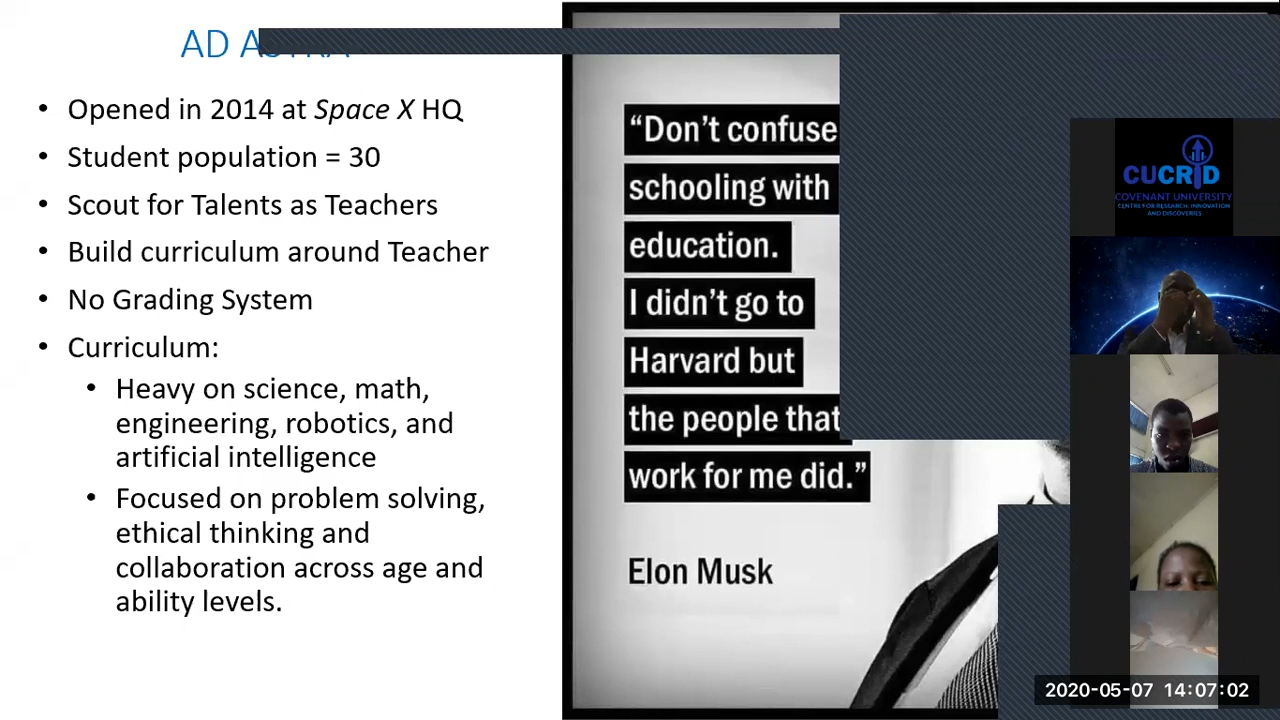 AD ASTRA
• Opened in 2014 at Space X HQ
• Student population = 30
• Scout for Talents as Teachers
• Build curriculum around Teacher
• No Grading System
• Curriculum:
• Heavy on science, math,
engineering, robotics, and
artificial intelligence
• Focused on problem solving,
ethical thinking and
collaboration across age and
ability levels.
“Don’t confuse
schooling with
education.
I didn’t go to
Harvard but
the people that
work for me did.”
Elon Musk
CUCRID
COVENANT UNIVERSITY
CENTRE FOR RESEARCH, INNOVATION
AND DISCOVERIES
2020-05-07 14:07:02